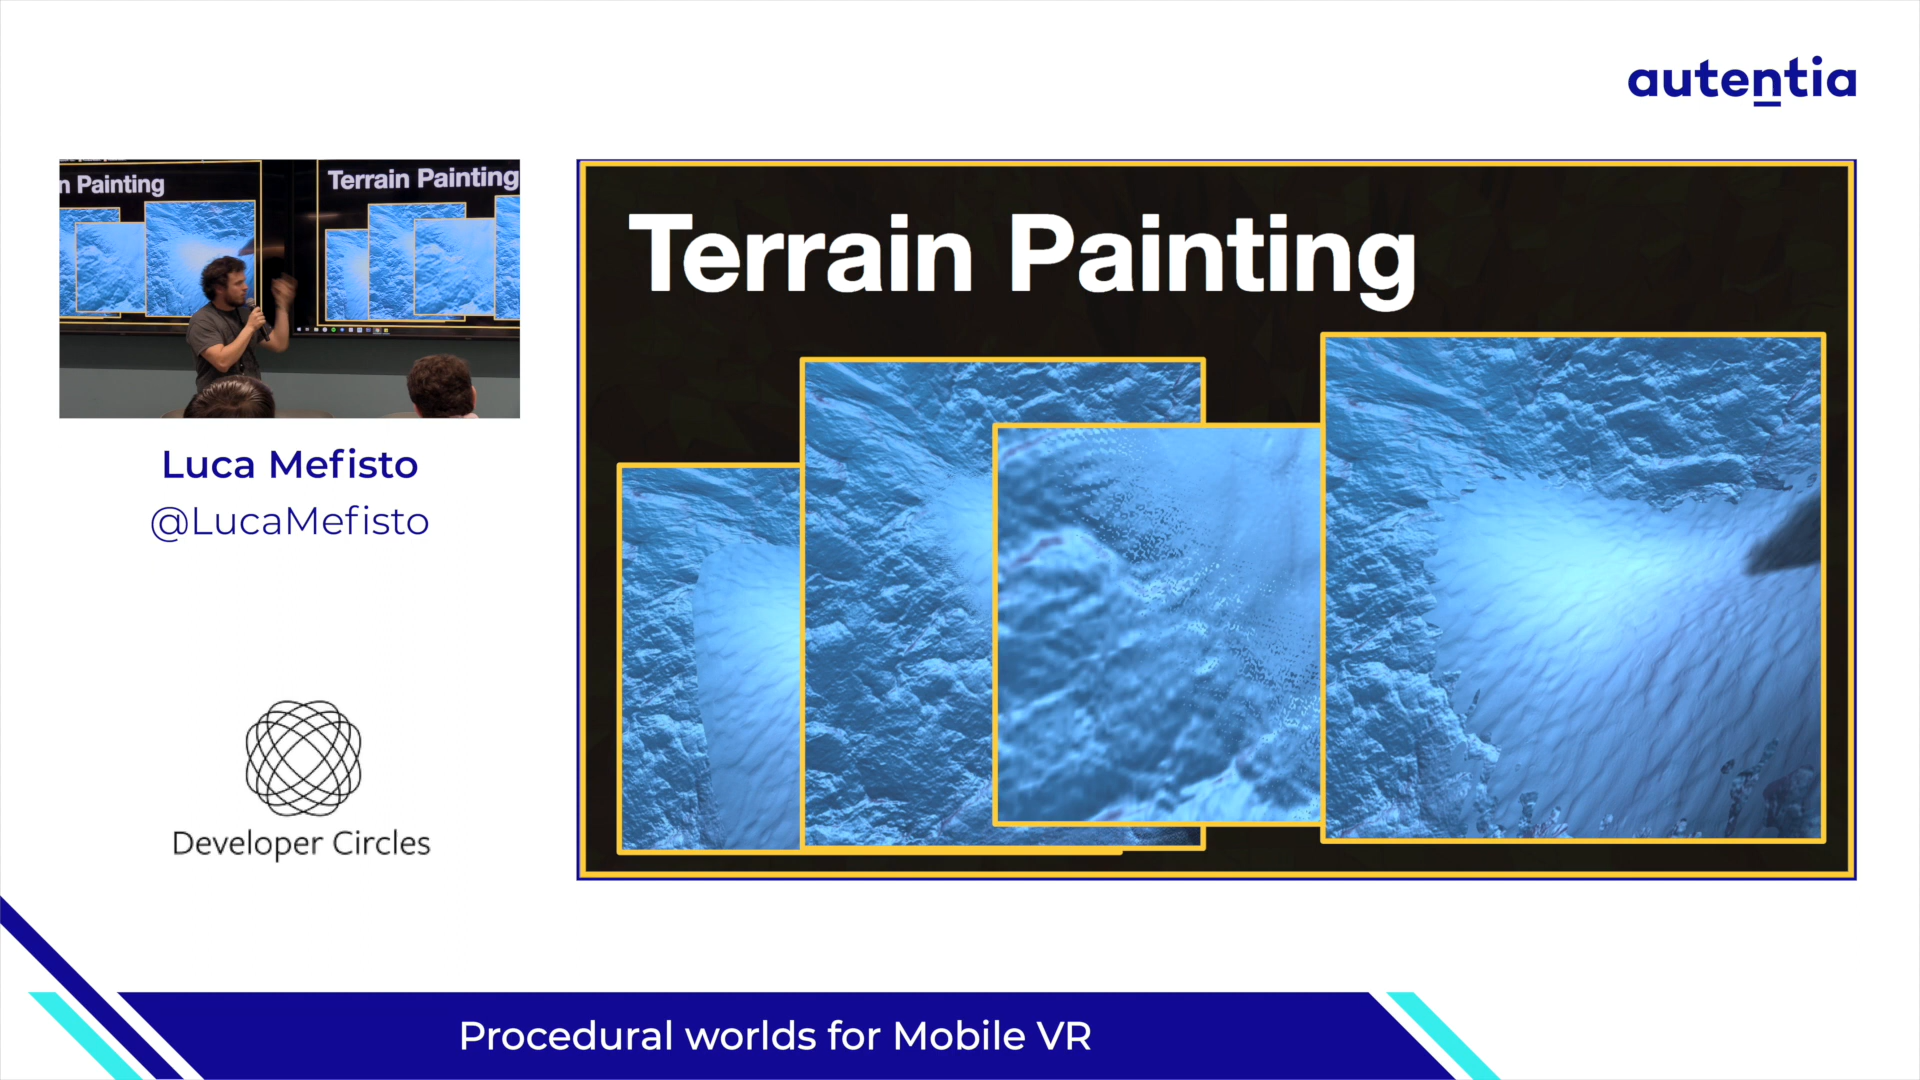 autentia
n Painting
Terrain Painting
Terrain Painting
Luca Mefisto
@LucaMefisto
Developer Circles
Procedural worlds for Mobile VR